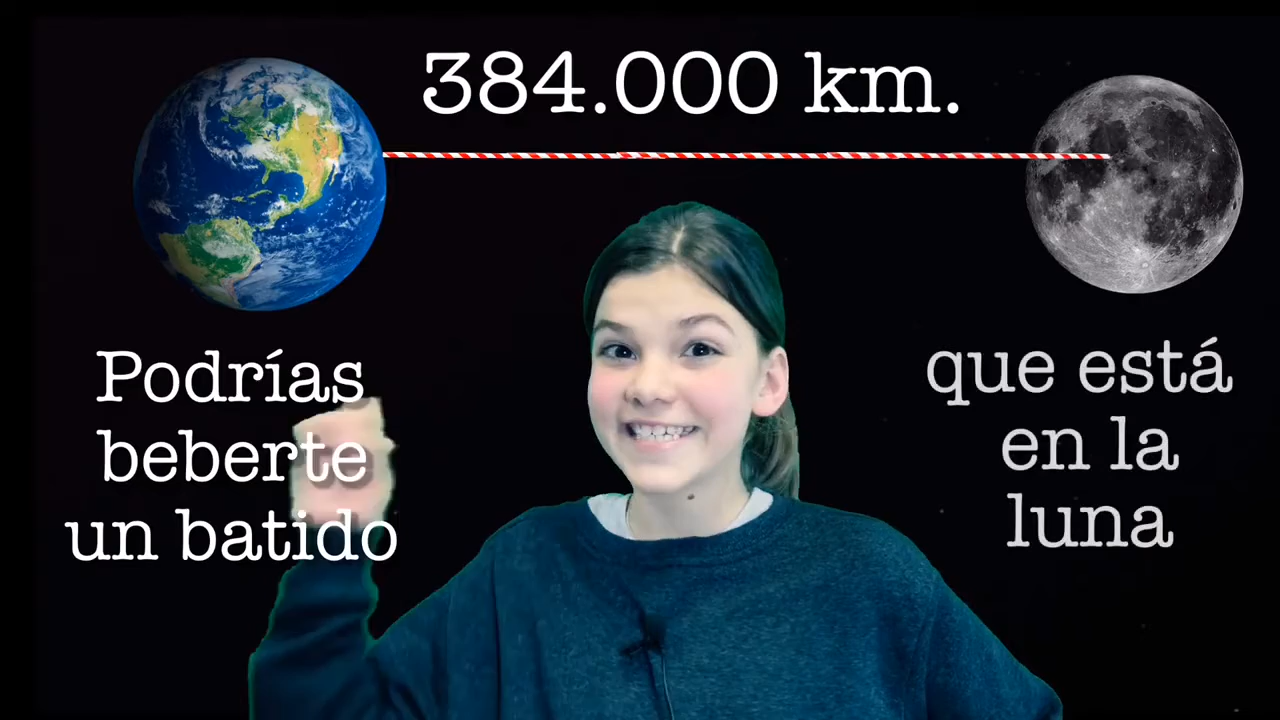 384.000 km.
Podrías
beberte
un batido
que está
en la
luna